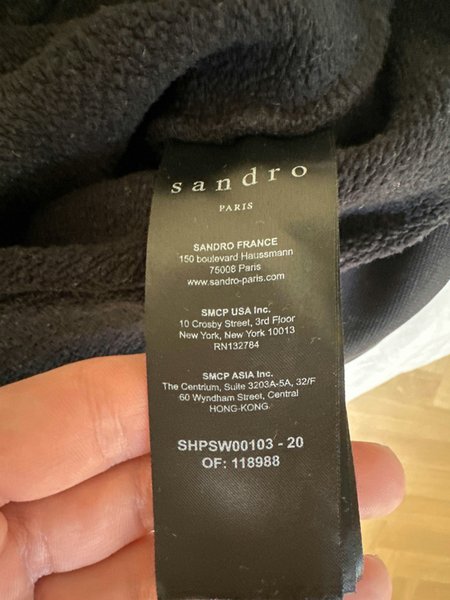 sandro
PARIS
SANDRO FRANCE
150 boulevard Haussmann
75008 Paris
www.sandro-paris.com
SMCP USA Inc.
10 Crosby Street, 3rd Floor
New York, New York 10013
RN132784
SMCP ASIA Inc.
The Centrium, Suite 3203A-5A, 32/F
60 Wyndham Street, Central
HONG-KONG
SHPSW00103 - 20
OF: 118988